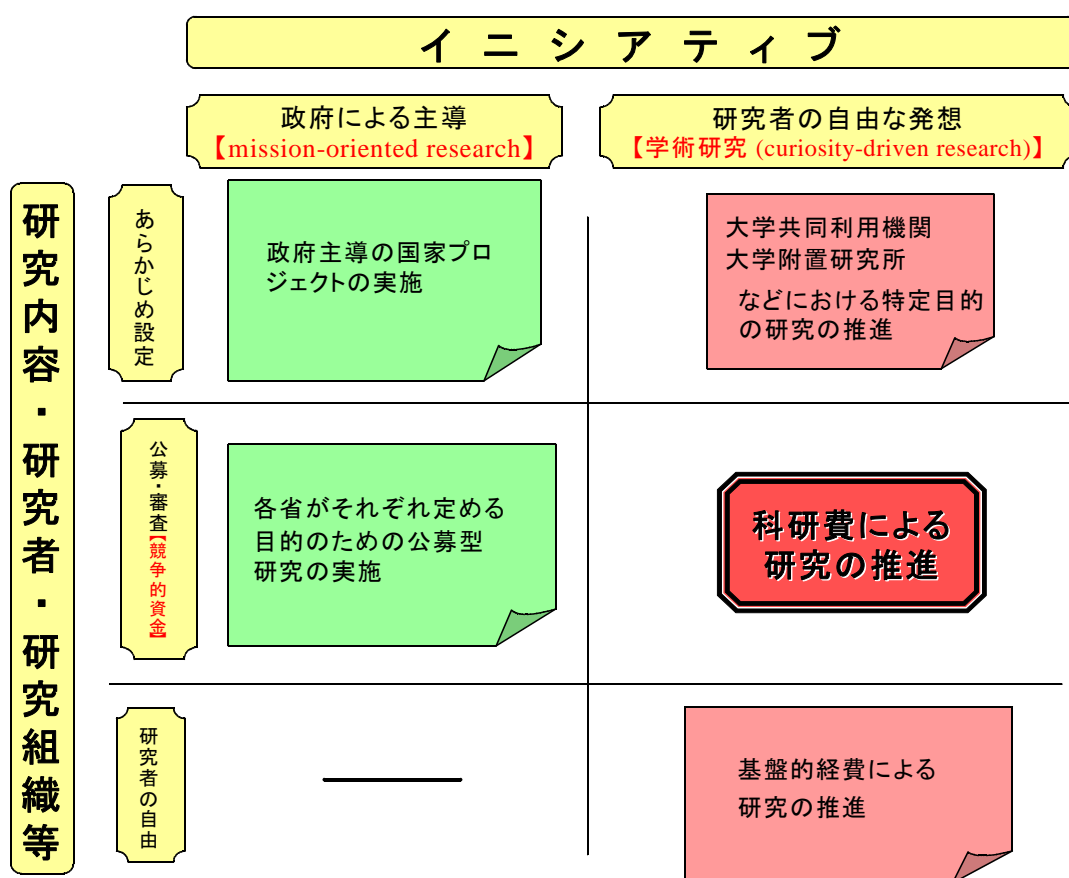 イニシアティブ
政府による主導
【mission-oriented research】
研究者の自由な発想
【学術研究 (curiosity-driven research)】
研究内容・研究者・研究組織等
あらかじめ設定
政府主導の国家プロ
ジェクトの実施
大学共同利用機関
大学附置研究所
などにおける特定目的
の研究の推進
公募・審査【競争的資金】
各省がそれぞれ定める
目的のための公募型
研究の実施
科研費による
研究の推進
研究者の自由
基盤的経費による
研究の推進